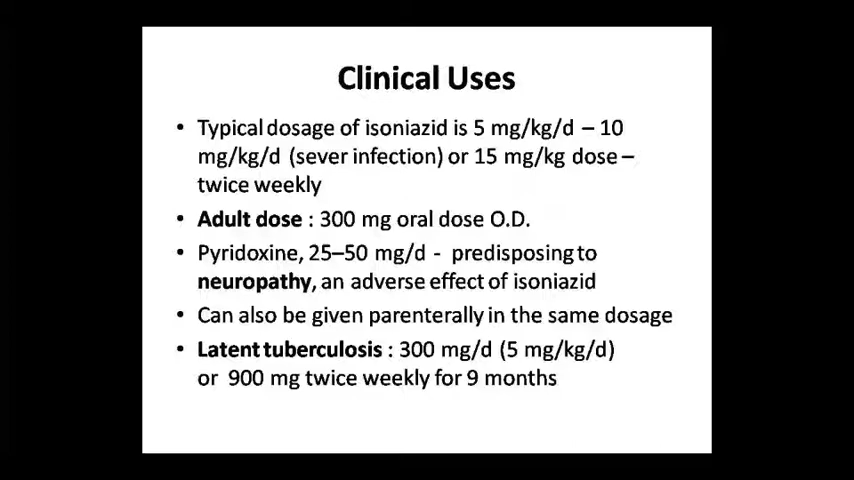 Clinical Uses
• Typical dosage of isoniazid is 5 mg/kg/d – 10
mg/kg/d (sever infection) or 15 mg/kg dose –
twice weekly
• Adult dose : 300 mg oral dose O.D.
• Pyridoxine, 25–50 mg/d - predisposing to
neuropathy, an adverse effect of isoniazid
• Can also be given parenterally in the same dosage
• Latent tuberculosis : 300 mg/d (5 mg/kg/d)
or 900 mg twice weekly for 9 months